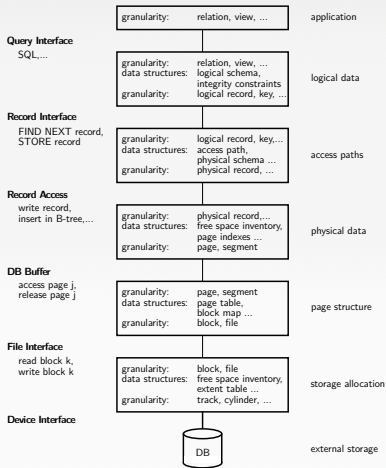 granularity: relation, view, ... application
Query Interface
SQL,...
granularity: relation, view, ...
data structures: logical schema, logical data
integrity constraints
granularity: logical record, key, ...
Record Interface
FIND NEXT record,
STORE record
granularity: logical record, key,...
data structures: access path, access paths
physical schema ...
granularity: physical record, ...
Record Access
write record,
insert in B-tree,...
granularity: physical record,...
data structures: free space inventory, physical data
page indexes ...
granularity: page, segment
DB Buffer
access page j,
release page j
granularity: page, segment
data structures: page table, page structure
block map ...
granularity: block, file
File Interface
read block k,
write block k
granularity: block, file
data structures: free space inventory, storage allocation
extent table ...
granularity: track, cylinder, ...
Device Interface
DB external storage